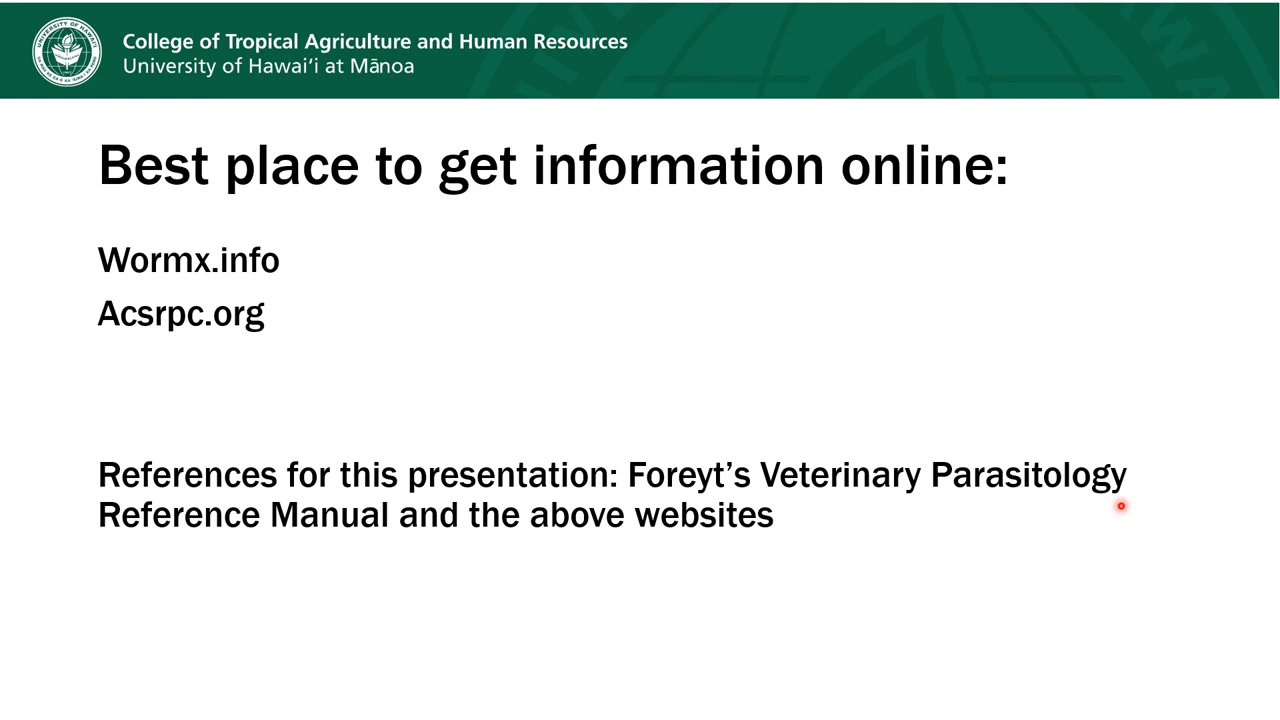 College of Tropical Agriculture and Human Resources
University of Hawaiʻi at Mānoa
Best place to get information online:
Wormx.info
Acsrpc.org
References for this presentation: Foreyt’s Veterinary Parasitology
Reference Manual and the above websites